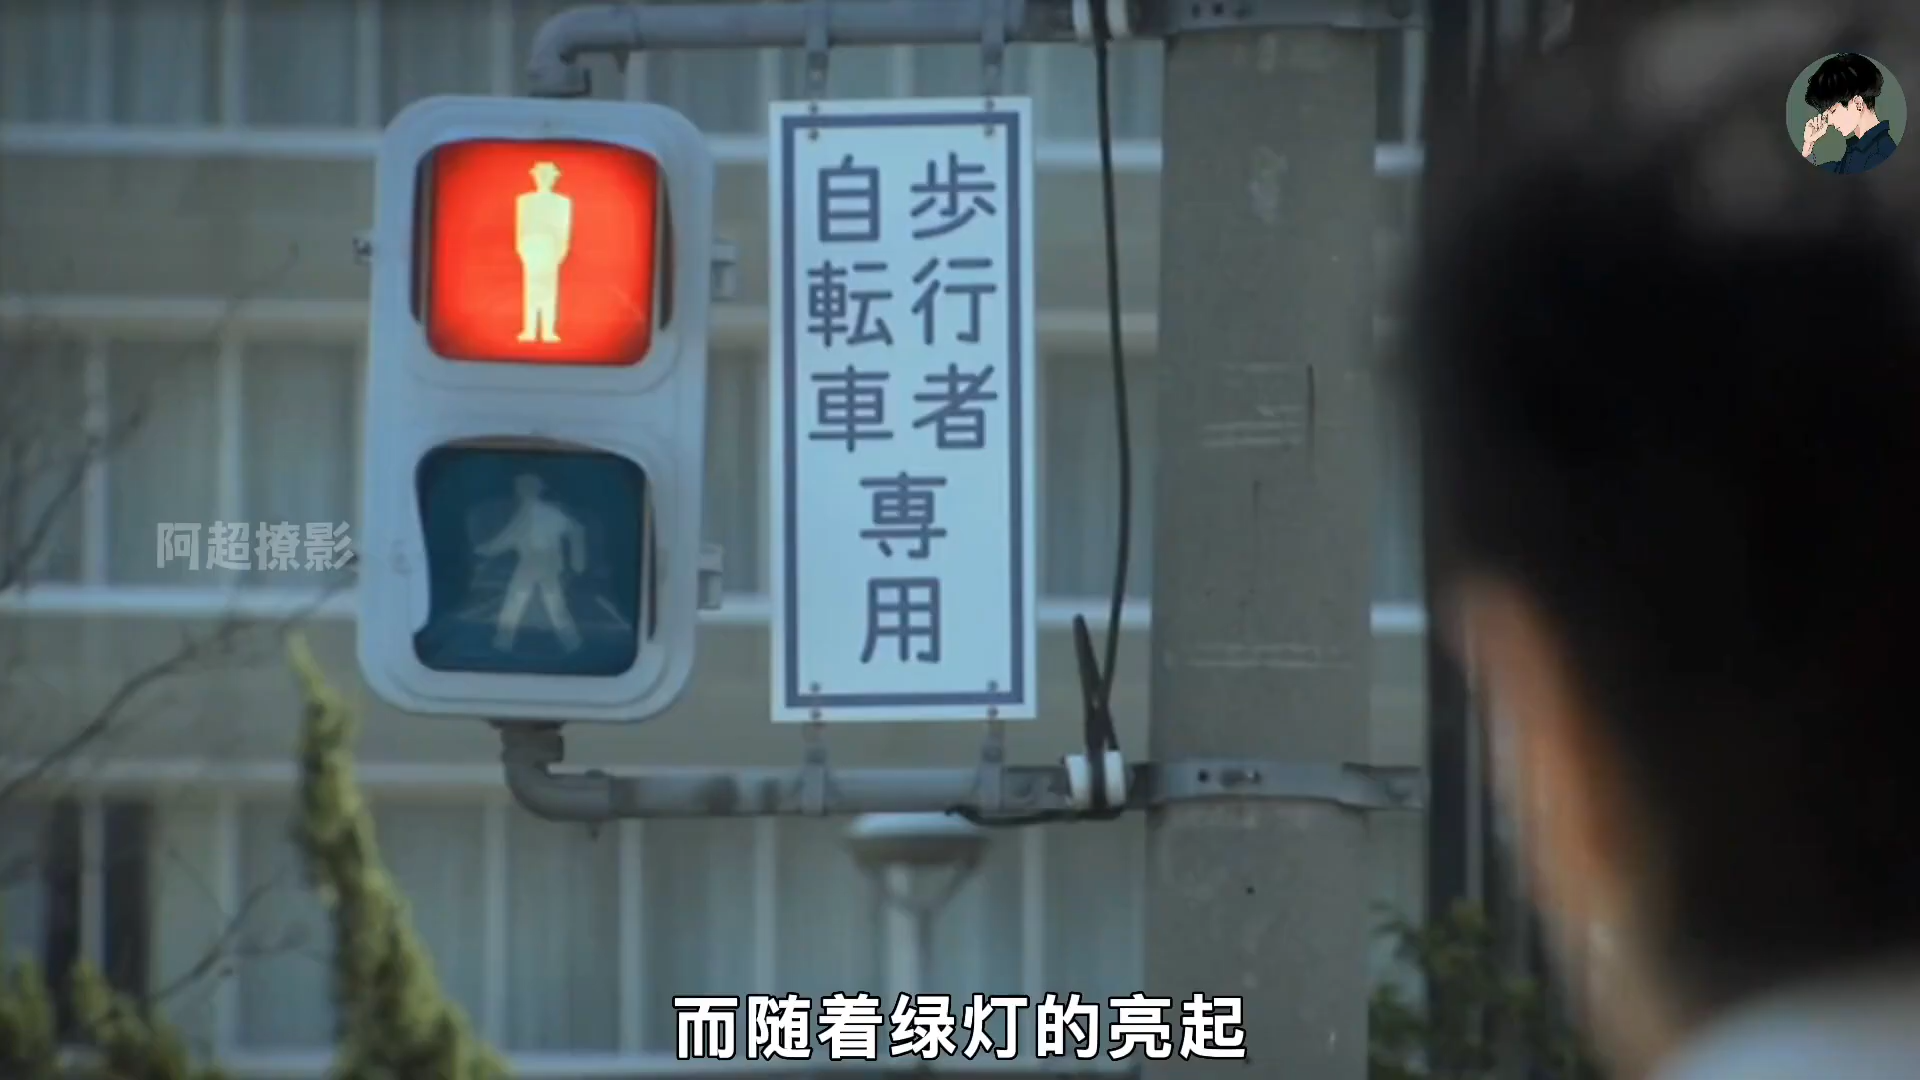 歩行者
自転車
専用
阿超撩影
而随着绿灯的亮起